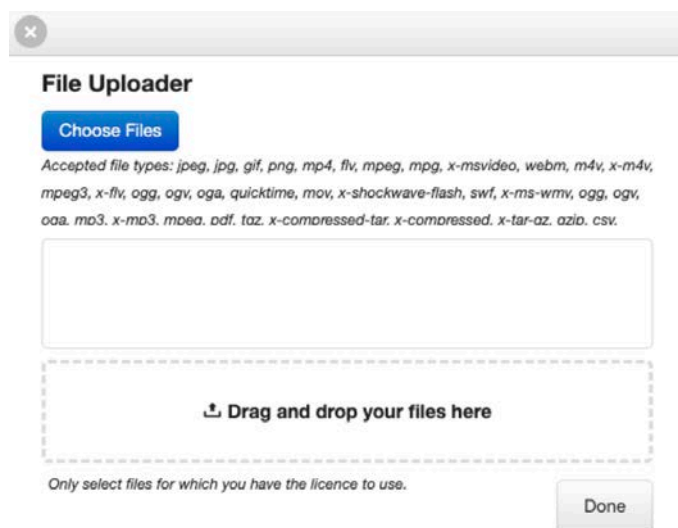 File Uploader
Choose Files
Accepted file types: jpeg, jpg, gif, png, mp4, flv, mpeg, mpg, x-msvideo, webm, m4v, x-m4v,
mpeg3, x-flv, ogg, ogv, oga, quicktime, mov, x-shockwave-flash, swf, x-ms-wmv, ogg, ogv,
oga, mp3, x-mp3, mpeg, pdf, tgz, x-compressed-tar, x-compressed, x-tar-gz, gzip, csv,
Drag and drop your files here
Only select files for which you have the licence to use.
Done